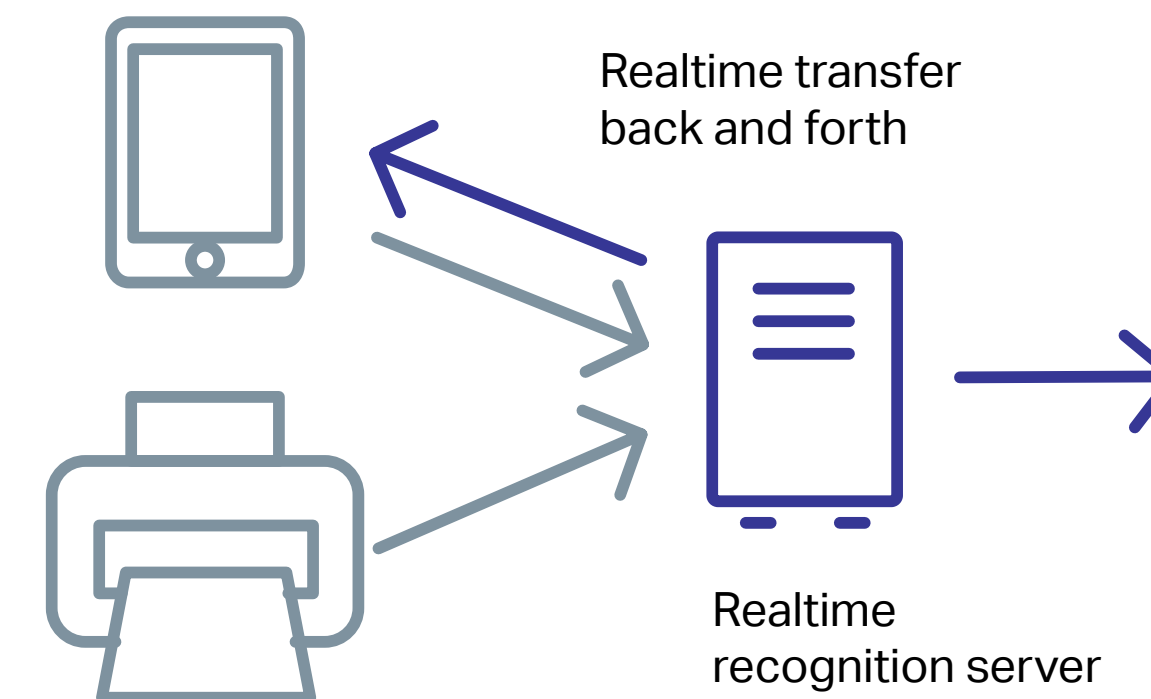 Realtime transfer
back and forth
Realtime
recognition server